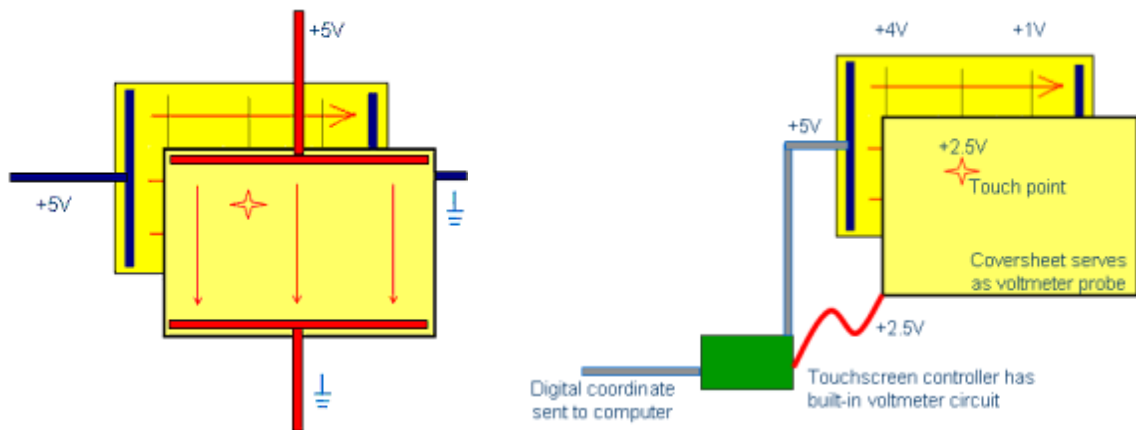 +5V
+5V
+4V
+1V
+5V
+2.5V
Touch point
Coversheet serves
as voltmeter probe
+2.5V
Digital coordinate
sent to computer
Touchscreen controller has
built-in voltmeter circuit